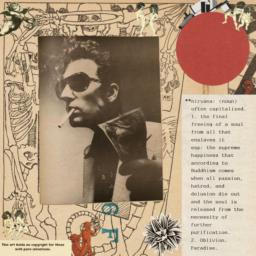 **nirvana: (noun)
often capitalized.
1. the final
freeing of a soul
from all that
enslaves it
esp: the supreme
happiness that
according to
Buddhism comes
when all passion,
hatred, and
delusion die out
and the soul is
released from the
necessity of
further
purification.
2. Oblivion.
Paradise.
This art holds no copyright for those
with pure intentions.